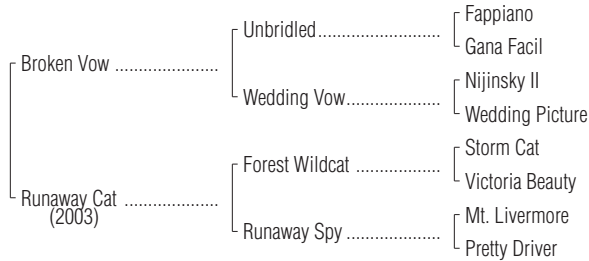 Fappiano
Unbridled..........................
Gana Facil
Broken Vow ......................
Nijinsky II
Wedding Vow....................
Wedding Picture
Storm Cat
Forest Wildcat ..................
Victoria Beauty
Runaway Cat ....................
(2003)
Mt. Livermore
Runaway Spy ....................
Pretty Driver